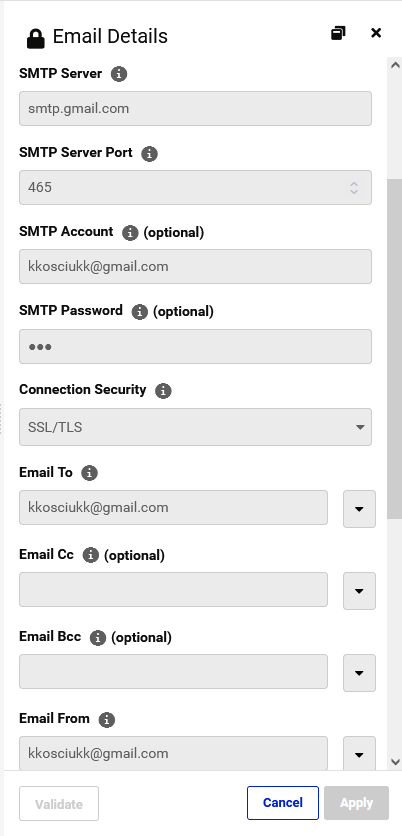 Email Details
SMTP Server
smtp.gmail.com
SMTP Server Port
465
SMTP Account (optional)
kkosciukk@gmail.com
SMTP Password (optional)
●●●
Connection Security
SSL/TLS
Email To
kkosciukk@gmail.com
Email Cc (optional)
Email Bcc (optional)
Email From
kkosciukk@gmail.com
Validate Cancel Apply